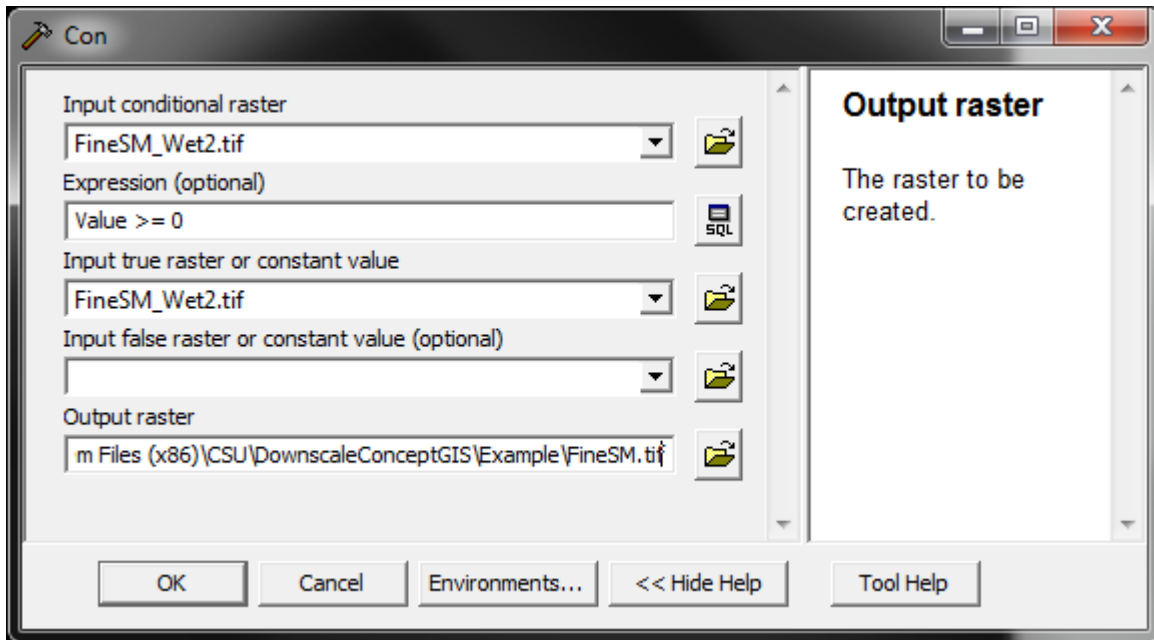 Con
Input conditional raster
FineSM_Wet2.tif
Expression (optional)
Value >= 0
SQL
Input true raster or constant value
FineSM_Wet2.tif
Input false raster or constant value (optional)
Output raster
m Files (x86)\CSU\DownscaleConceptGIS\Example\FineSM.tif
OK
Cancel
Environments...
<< Hide Help
Output raster
The raster to be
created.
Tool Help